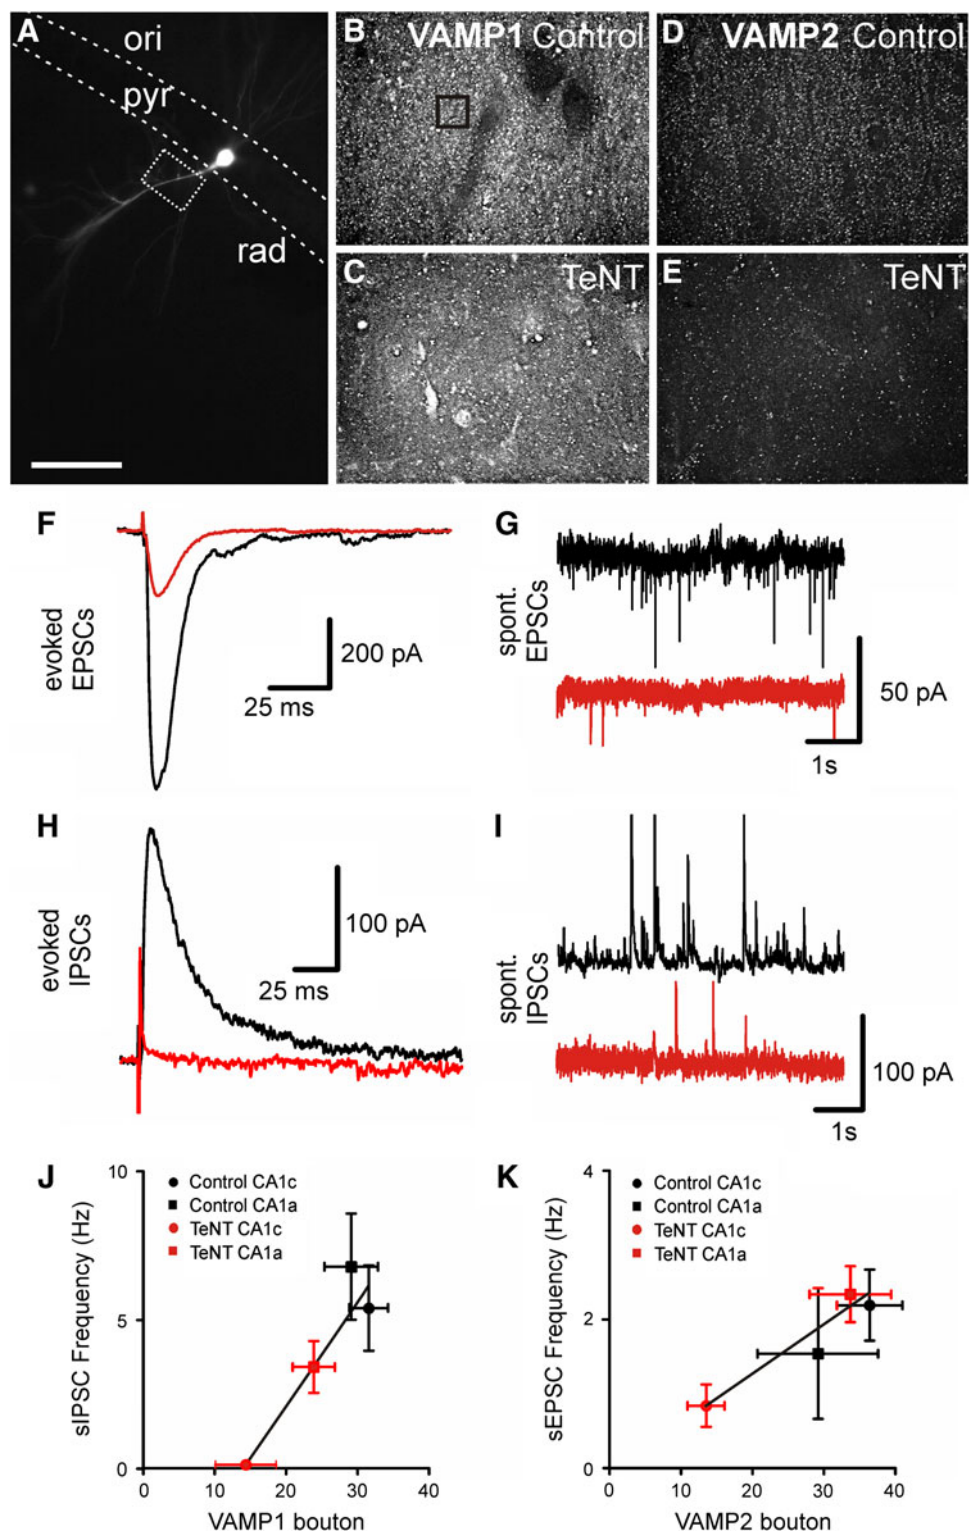 A
ori
pyr
rad
B VAMP1 Control
D VAMP2 Control
C TeNT
E TeNT
F
evoked
EPSCs
200 pA
25 ms
G
spont.
EPSCs
50 pA
1s
H
evoked
IPSCs
100 pA
25 ms
I
spont.
IPSCs
100 pA
1s
J
Control CA1c
Control CA1a
TeNT CA1c
TeNT CA1a
sIPSC Frequency (Hz)
10
5
0
0 10 20 30 40
VAMP1 bouton
K
Control CA1c
Control CA1a
TeNT CA1c
TeNT CA1a
sEPSC Frequency (Hz)
4
2
0
0 10 20 30 40
VAMP2 bouton